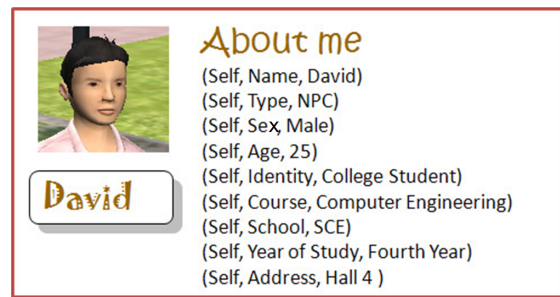 About me
(Self, Name, David)
(Self, Type, NPC)
(Self, Sex, Male)
(Self, Age, 25)
(Self, Identity, College Student)
David
(Self, Course, Computer Engineering)
(Self, School, SCE)
(Self, Year of Study, Fourth Year)
(Self, Address, Hall 4 )